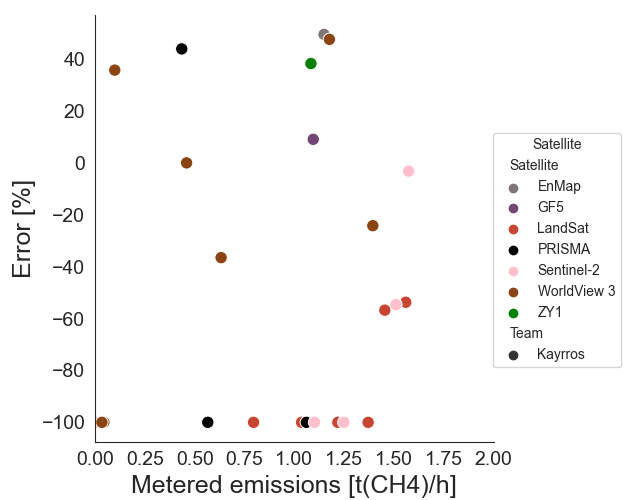 40
20
0
−20
−40
−60
−80
−100
Error [%]
0.00 0.25 0.50 0.75 1.00 1.25 1.50 1.75 2.00
Metered emissions [t(CH4)/h]
Satellite
Satellite
EnMap
GF5
LandSat
PRISMA
Sentinel-2
WorldView 3
ZY1
Team
Kayrros